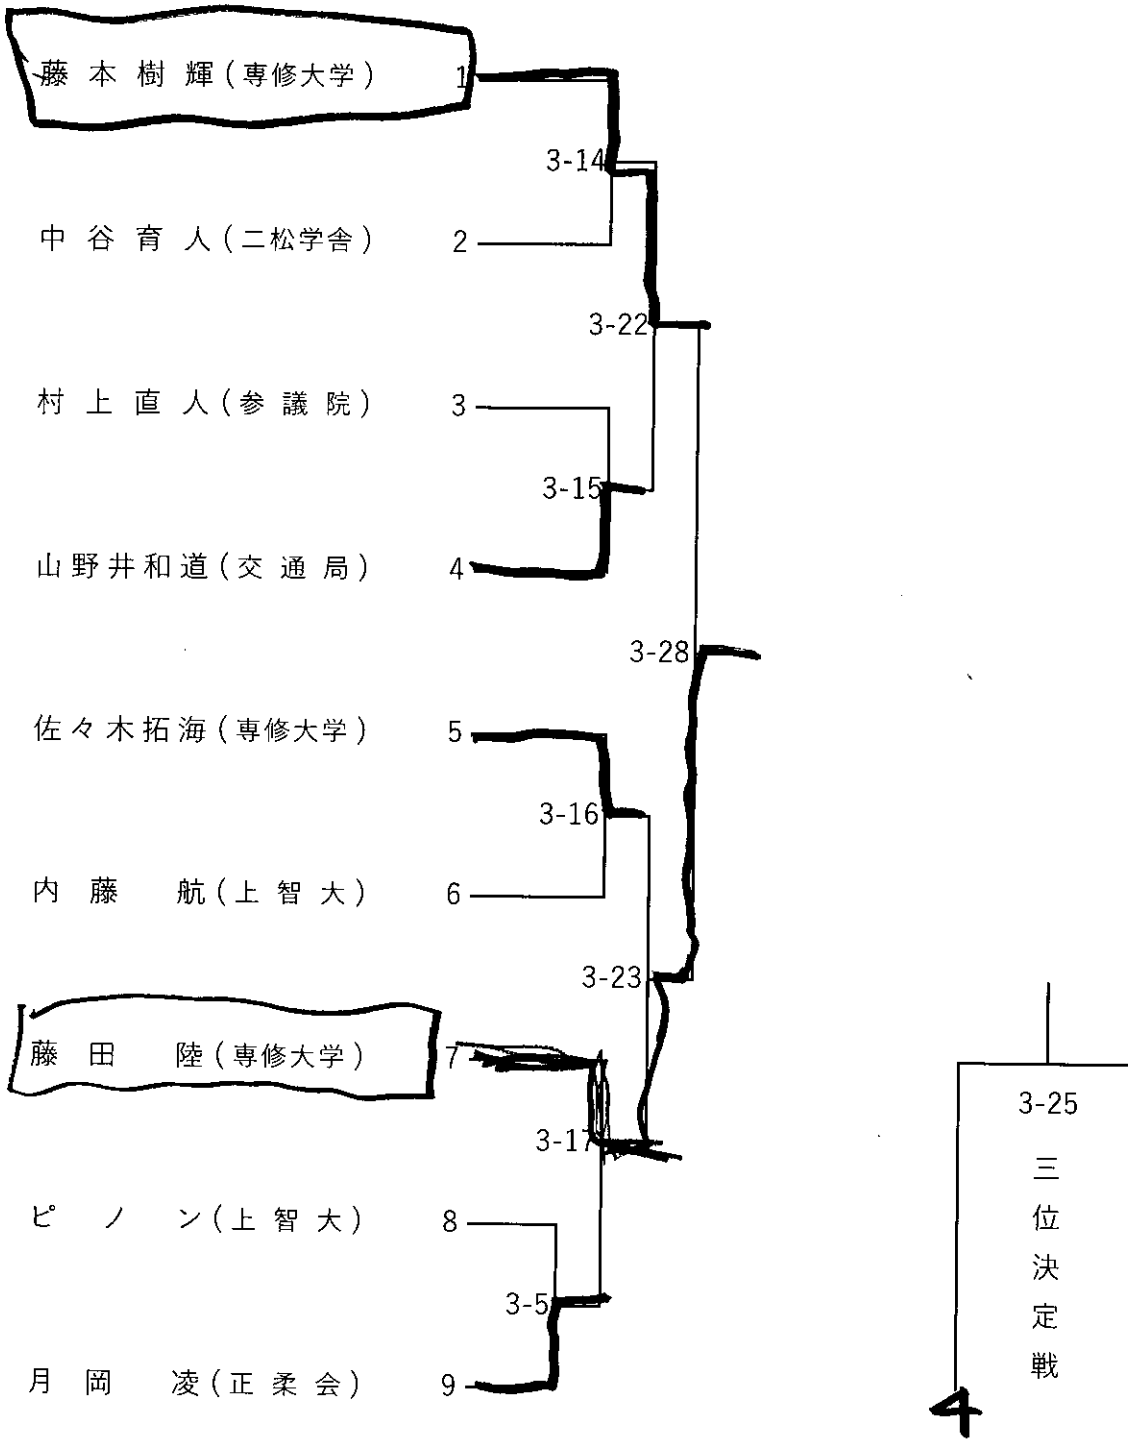 藤本樹輝(専修大学) 1
3-14
中谷育人(二松学舎) 2
3-22
村上直人(参議院) 3
3-15
山野井和道(交通局) 4
3-28
佐々木拓海(専修大学) 5
3-16
内藤 航(上智大) 6
3-23
藤田 陸(専修大学) 7
3-17
ピノン(上智大) 8
3-5
月岡 凌(正柔会) 9
3-25
三位決定戦
4